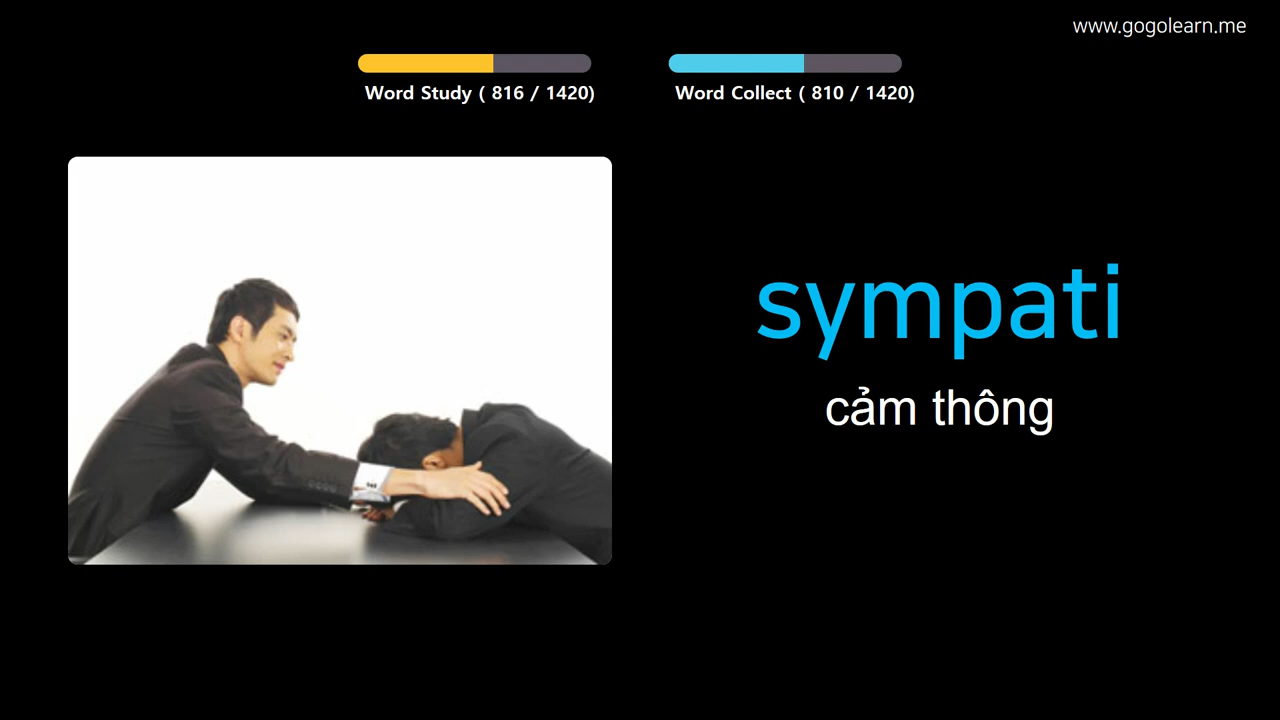 www.gogolearn.me
Word Study ( 816 / 1420)
Word Collect ( 810 / 1420)
sympati
cảm thông